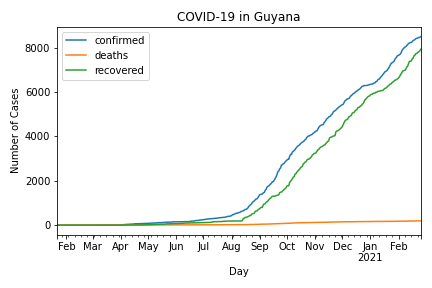 COVID-19 in Guyana
confirmed
deaths
recovered
Number of Cases
8000
6000
4000
2000
0
Feb Mar Apr May Jun Jul Aug Sep Oct Nov Dec Jan Feb
2021
Day